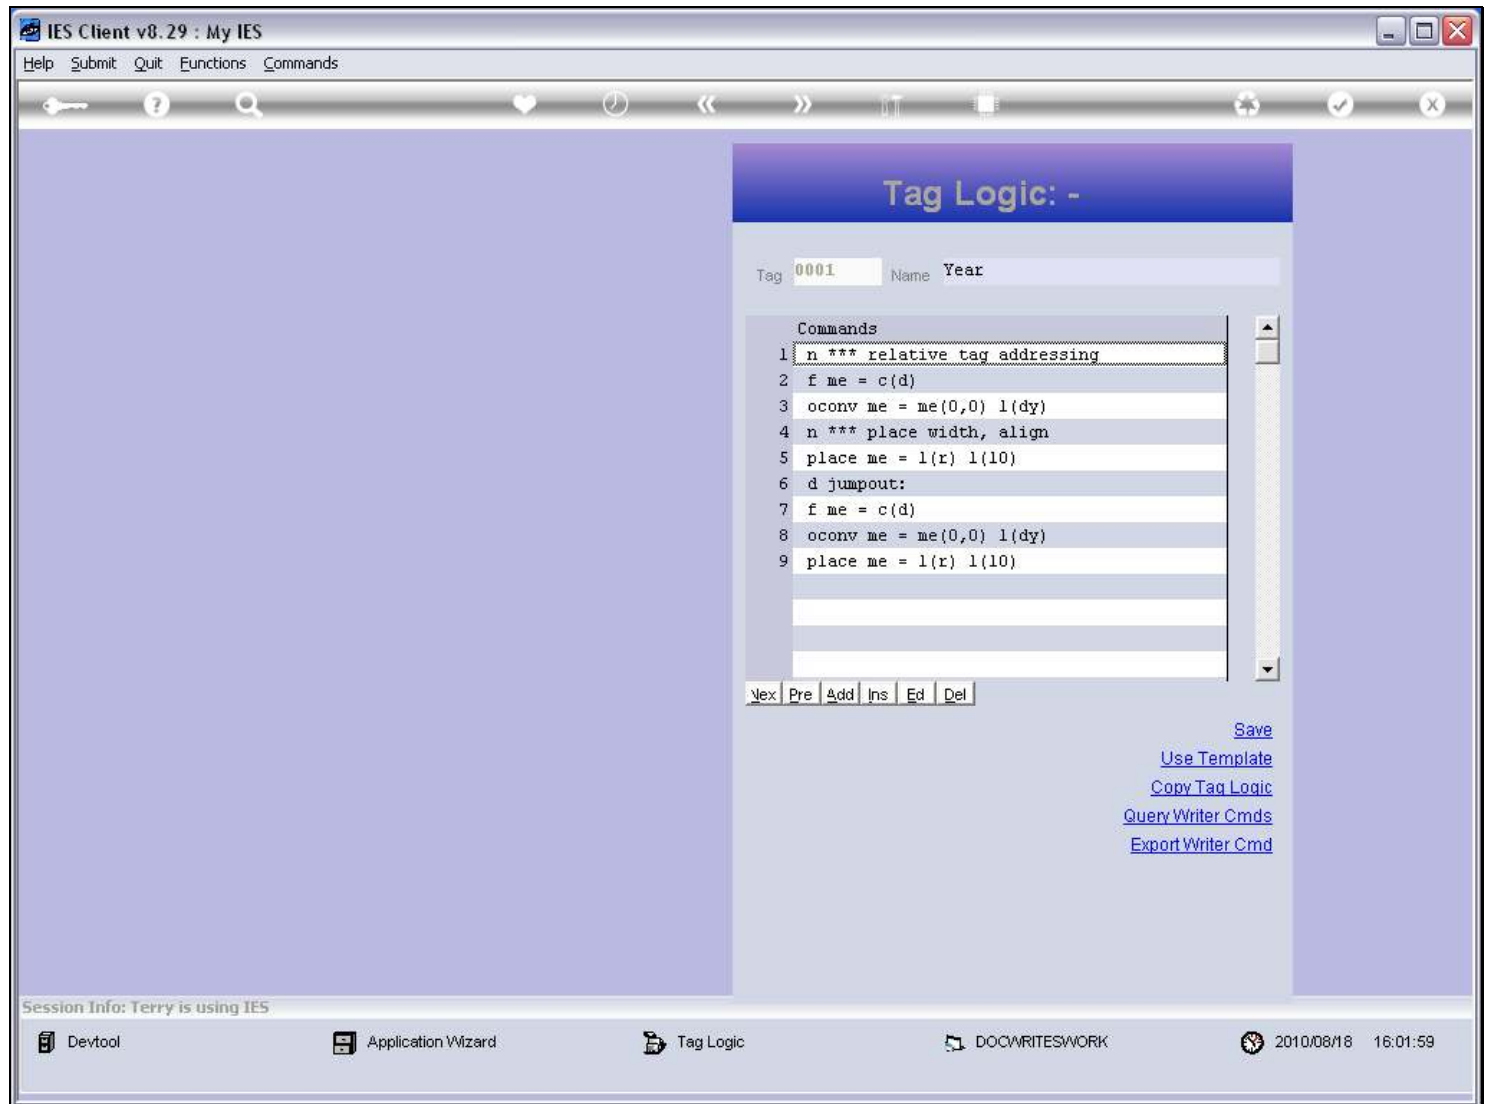 IES Client v8.29 : My IES
Help Submit Quit Functions Commands
Tag Logic: -
Tag 0001 Name Year
Commands
1 n *** relative tag addressing
2 f me = c(d)
3 oconv me = me(0,0) l(dy)
4 n *** place width, align
5 place me = l(r) l(10)
6 d jumpout:
7 f me = c(d)
8 oconv me = me(0,0) l(dy)
9 place me = l(r) l(10)
Nex Pre Add Ins Ed Del
Save
Use Template
Copy Tag Logic
Query Writer Cmds
Export Writer Cmd
Session Info: Terry is using IES
Devtool Application Wizard Tag Logic DOCWRITESWORK 2010/08/18 16:01:59